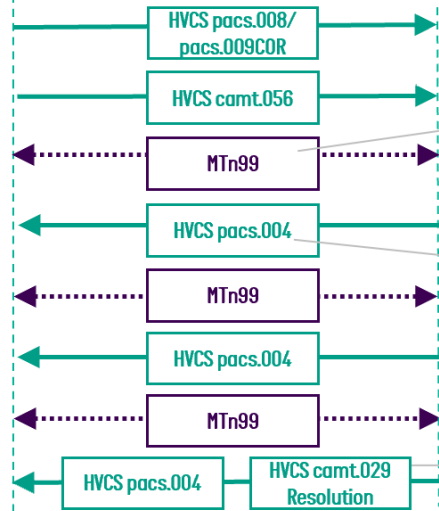 HVCS pacs.008/
pacs.009COR
HVCS camt.056
MTn99
HVCS pacs.004
MTn99
HVCS pacs.004
MTn99
HVCS pacs.004
HVCS camt.029
Resolution